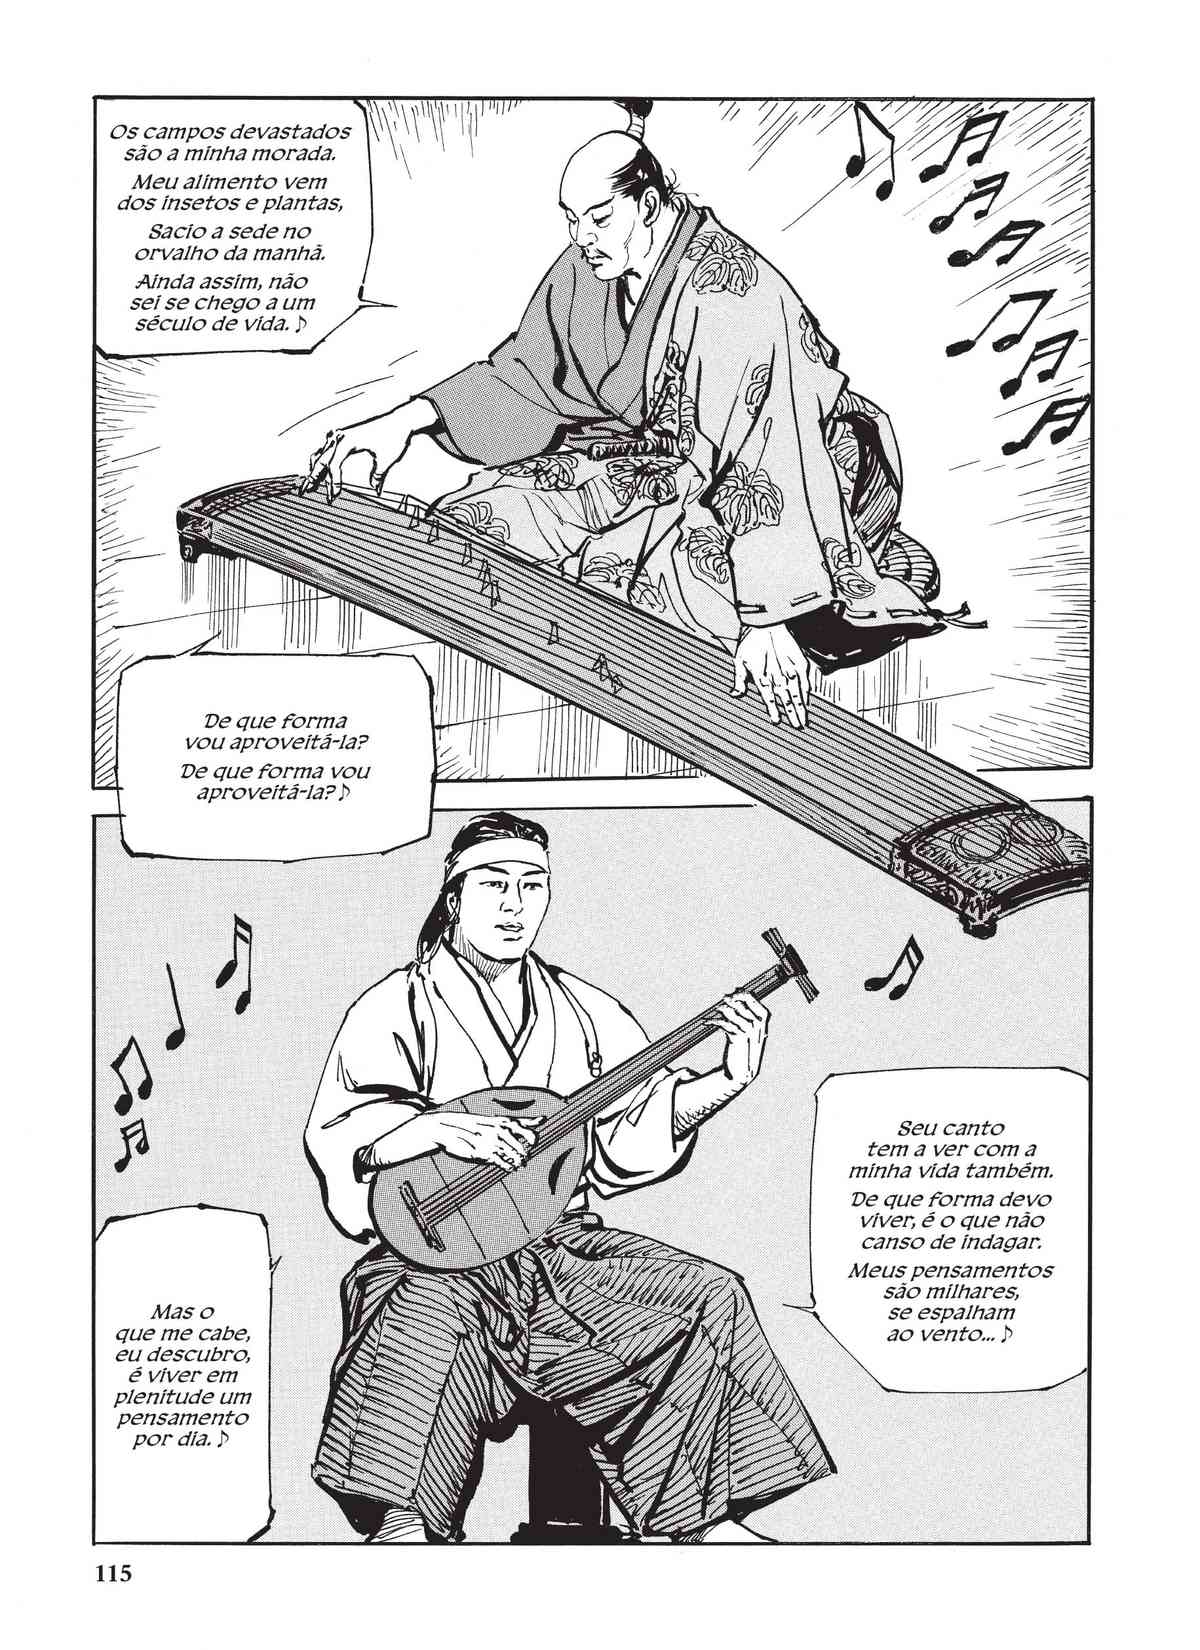 Os campos devastados
são a minha morada.
Meu alimento vem
dos insetos e plantas,
Sacio a sede no
orvalho da manhã.
Ainda assim, não
sei se chego a um
século de vida. ♪
De que forma
vou aproveitá-la?
De que forma vou
aproveitá-la? ♪
Seu canto
tem a ver com a
minha vida também.
De que forma devo
viver, é o que não
canso de indagar.
Meus pensamentos
são milhares,
se espalham
ao vento... ♪
Mas o
que me cabe,
eu descubro,
é viver em
plenitude um
pensamento
por dia. ♪
115